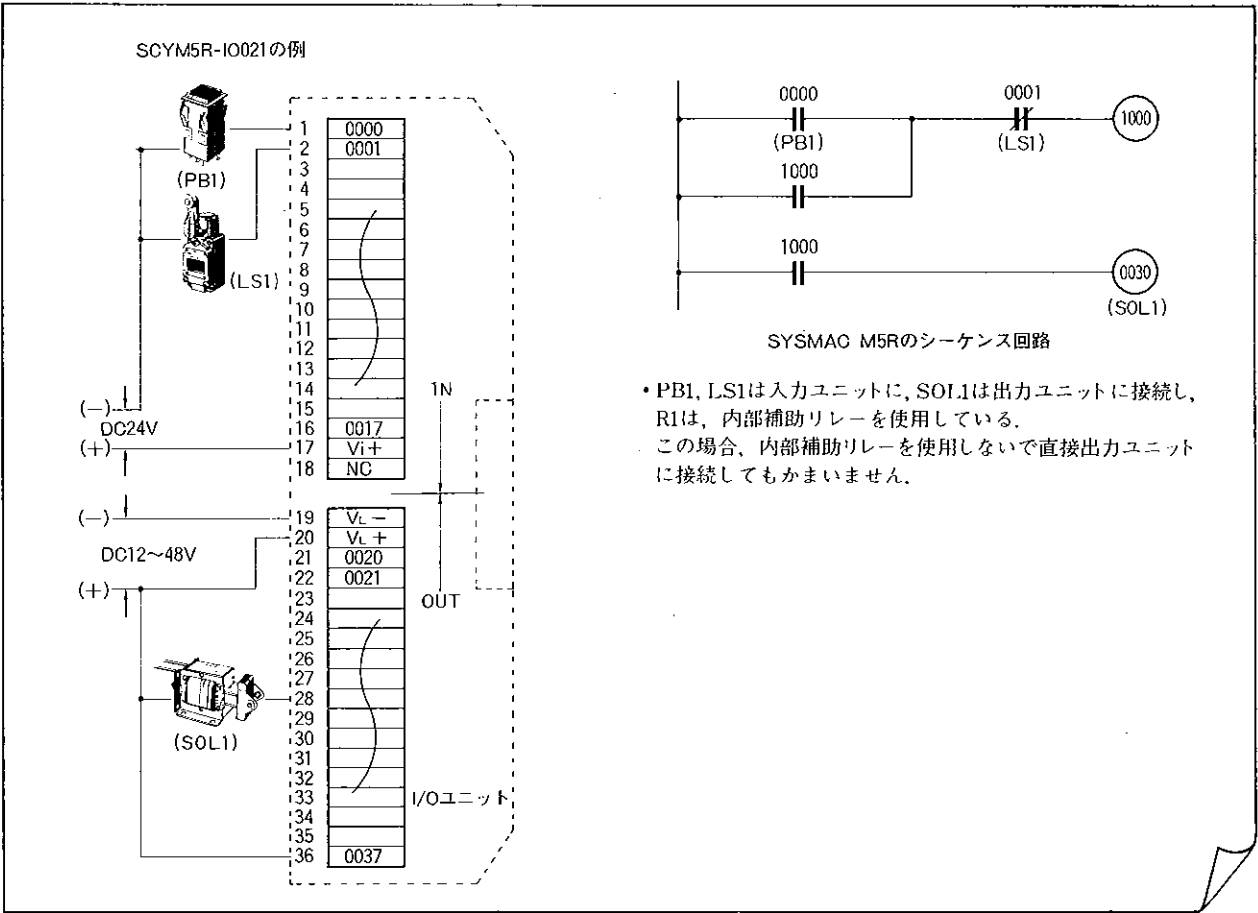 SCYM5R-IO021の例
(PB1)
(LS1)
(−)
DC24V
(+)
(−)
DC12〜48V
(+)
(SOL1)
1 0000
2 0001
3
4
5
6
7
8
9
10
11
12
13
14
15
16 0017
17 Vi+
18 NC
IN
19 VL −
20 VL +
21 0020
22 0021
23
OUT
24
25
26
27
28
29
30
31
32
33
I/Oユニット
34
35
36 0037
0000 0001
1000
(PB1) (LS1)
1000
1000
0030
(SOL1)
SYSMAC M5Rのシーケンス回路
・PB1, LS1は入力ユニットに, SOL1は出力ユニットに接続し,
R1は, 内部補助リレーを使用している.
この場合, 内部補助リレーを使用しないで直接出力ユニット
に接続してもかまいません.